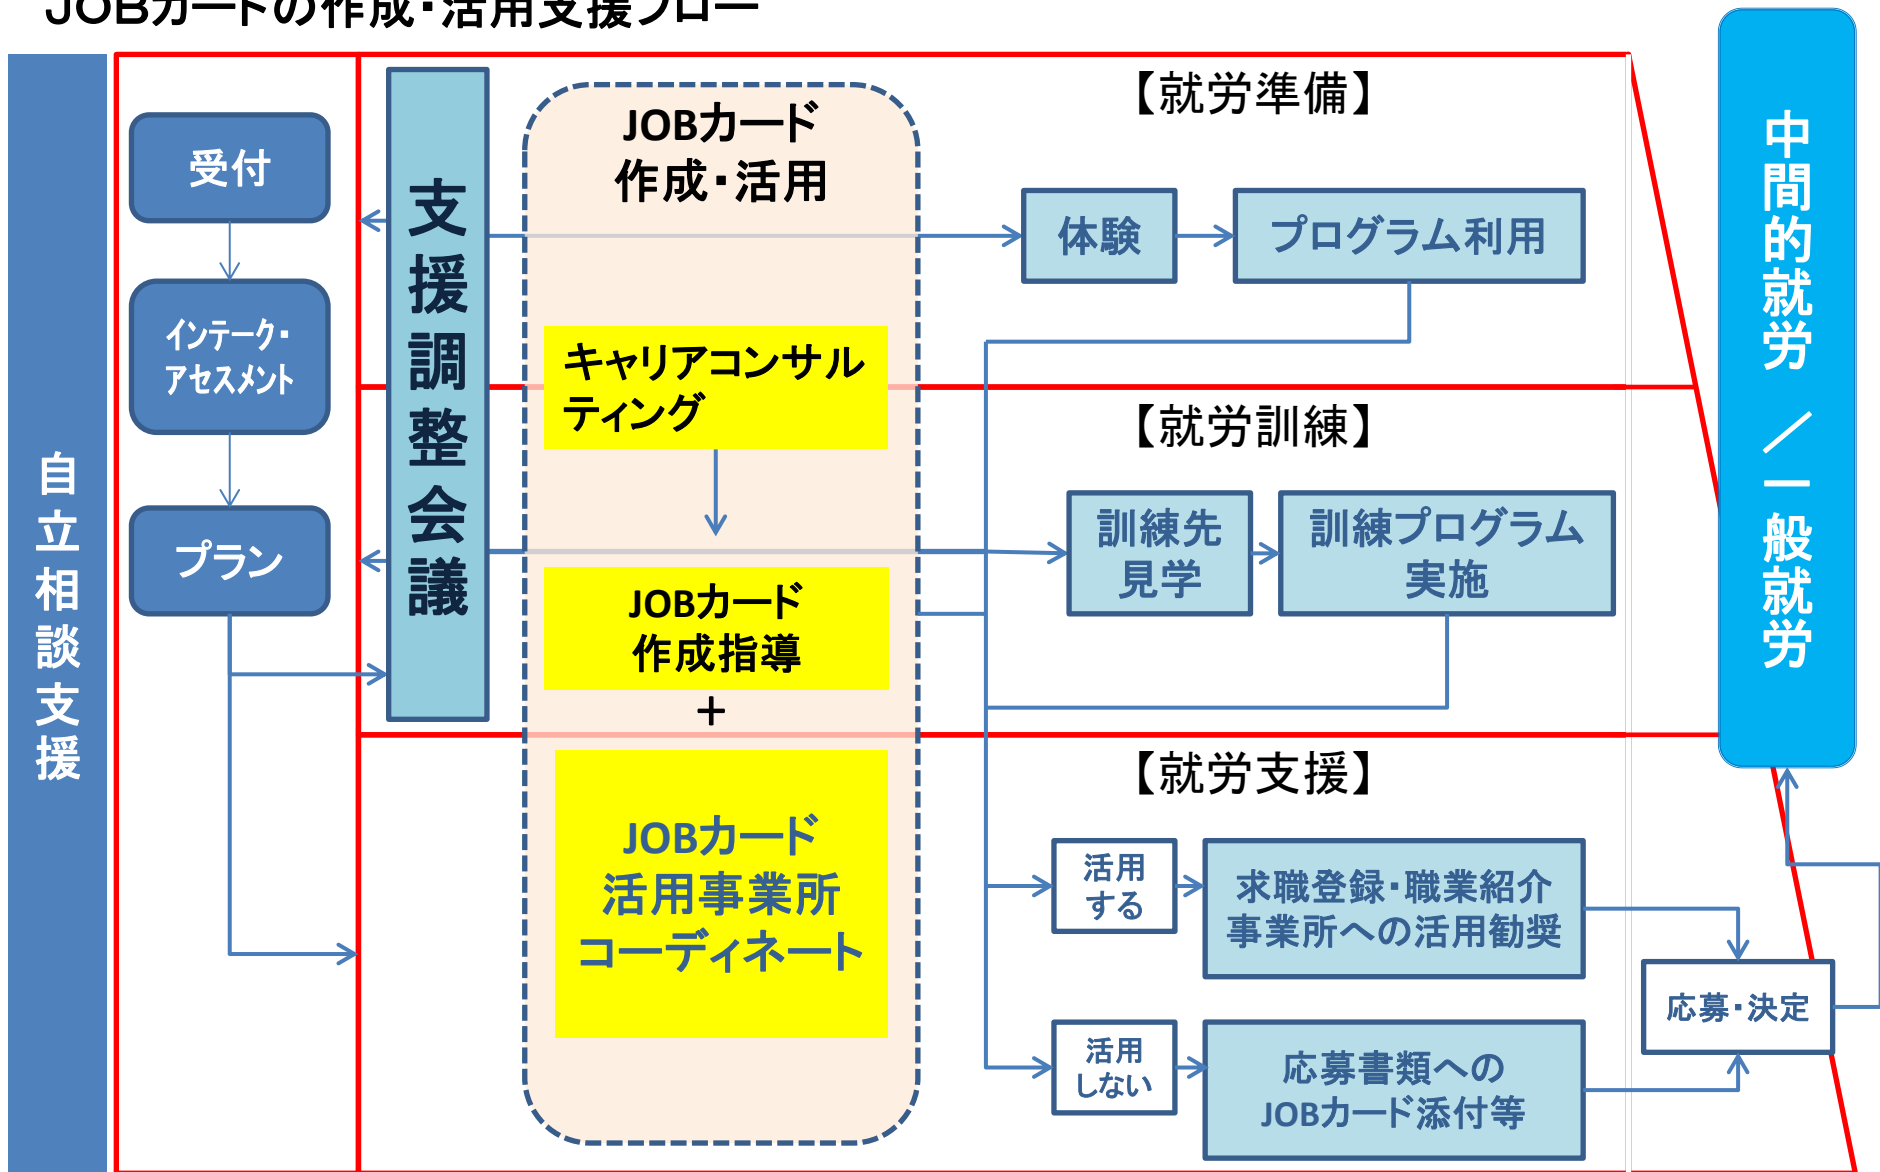 JOBカードの作成・活用支援フロー
自立相談支援
受付
インテーク・
アセスメント
プラン
支援調整会議
JOBカード
作成・活用
キャリアコンサル
ティング
JOBカード
作成指導
+
JOBカード
活用事業所
コーディネート
【就労準備】
体験
プログラム利用
【就労訓練】
訓練先
見学
訓練プログラム
実施
【就労支援】
活用
する
求職登録・職業紹介
事業所への活用勧奨
活用
しない
応募書類への
JOBカード添付等
応募・決定
中間的就労 ／一般就労